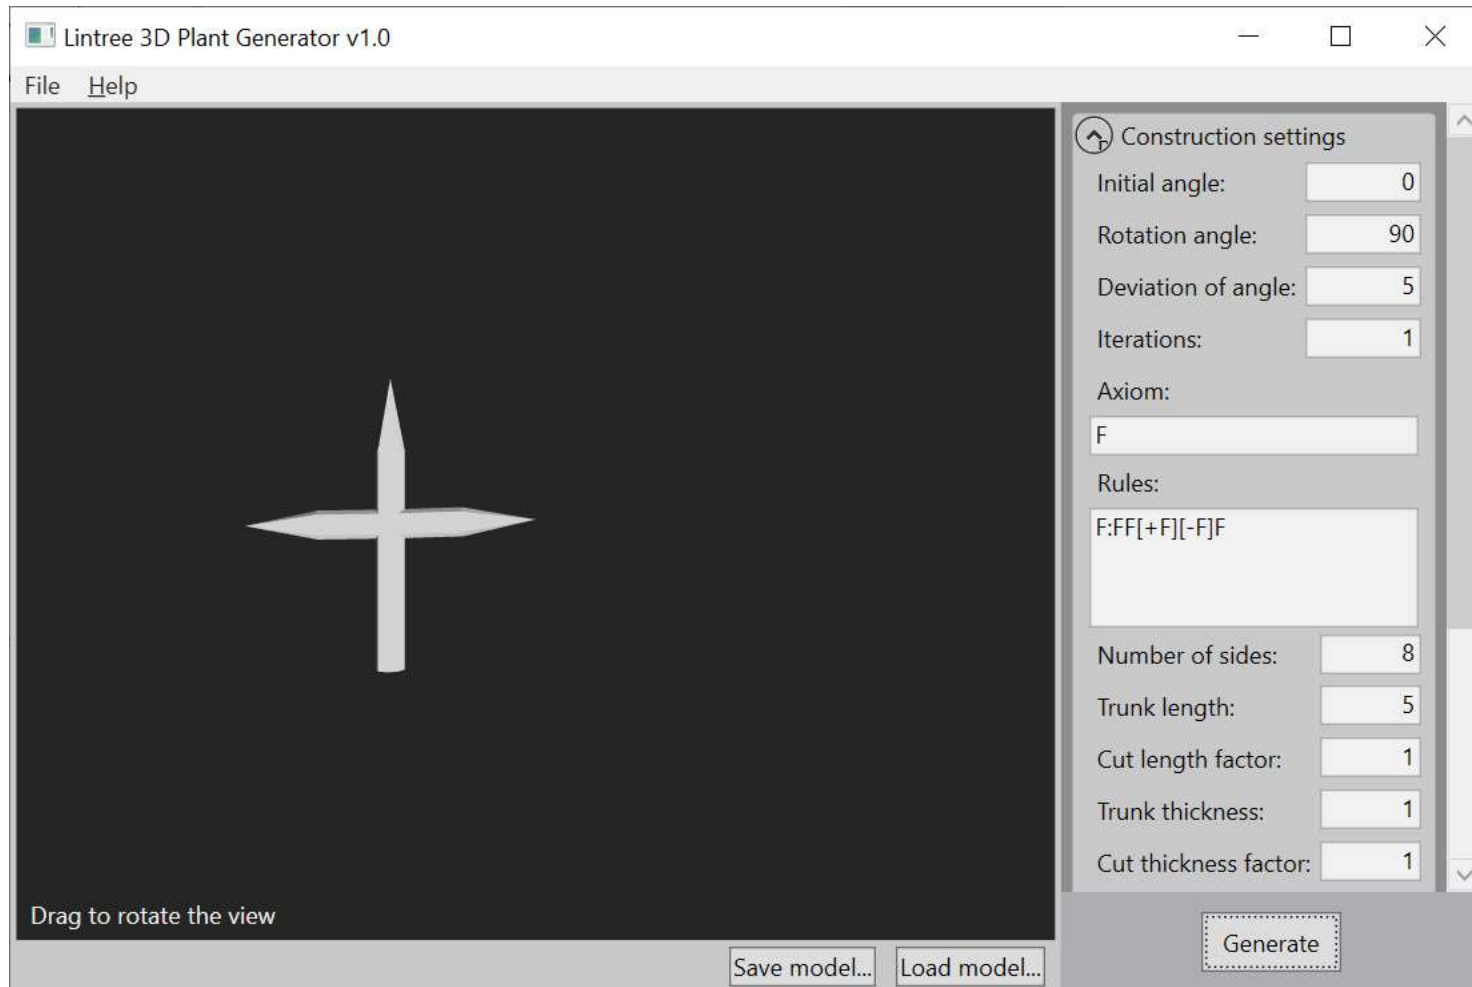 Lintree 3D Plant Generator v1.0
File Help
Construction settings
Initial angle: 0
Rotation angle: 90
Deviation of angle: 5
Iterations: 1
Axiom:
F
Rules:
F:FF[+F][-F]F
Number of sides: 8
Trunk length: 5
Cut length factor: 1
Trunk thickness: 1
Cut thickness factor: 1
Drag to rotate the view
Generate
Save model... Load model...